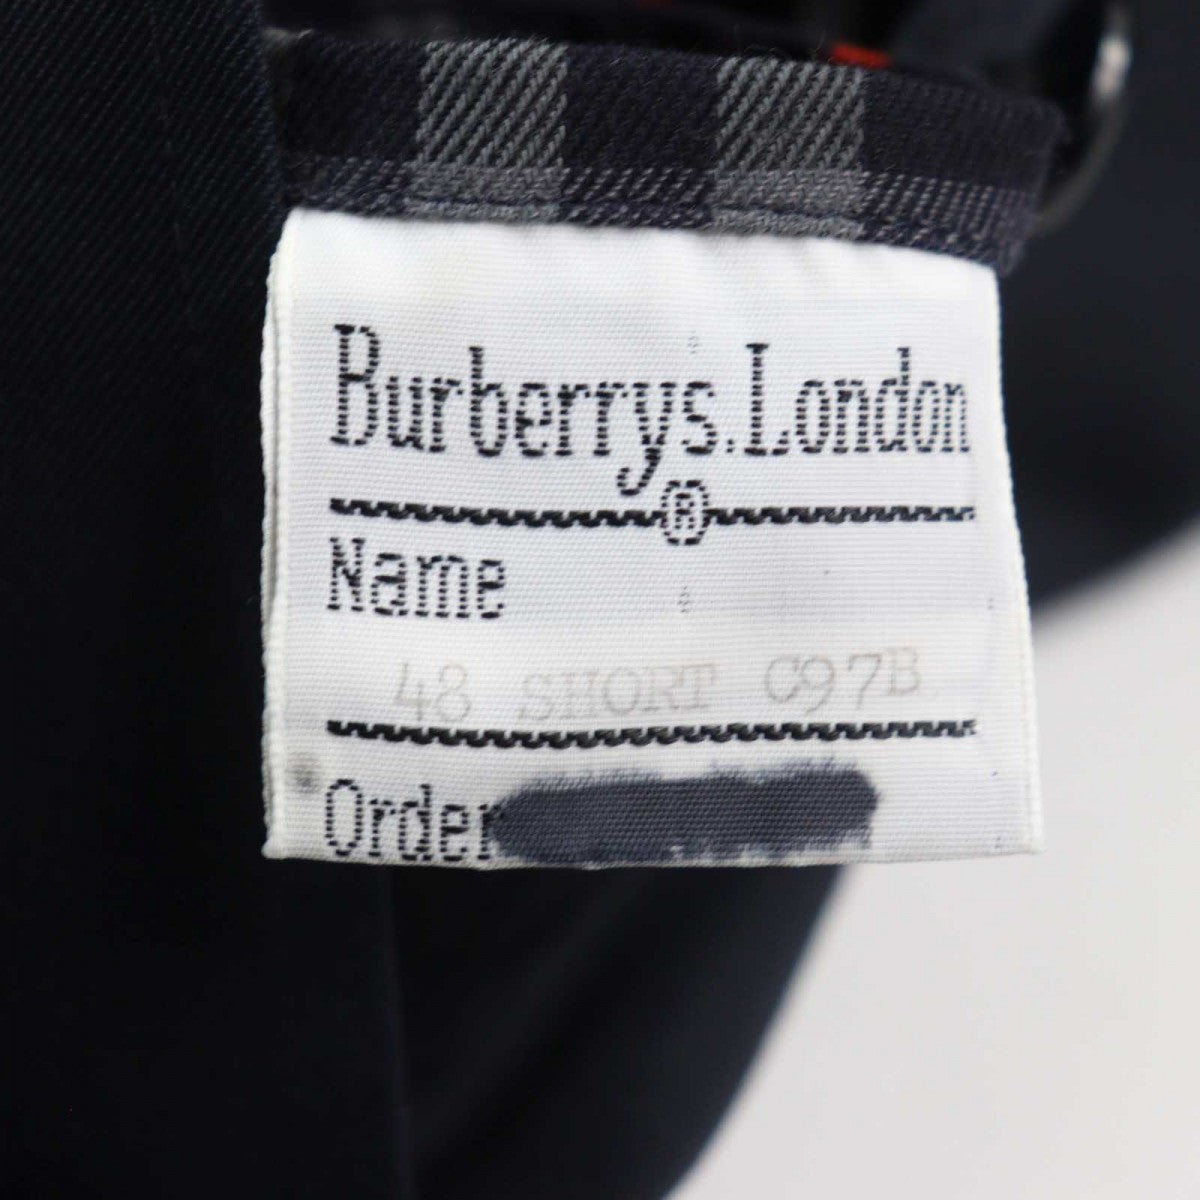 Burberrys.London
®
Name
48 SHORT C97B
Order